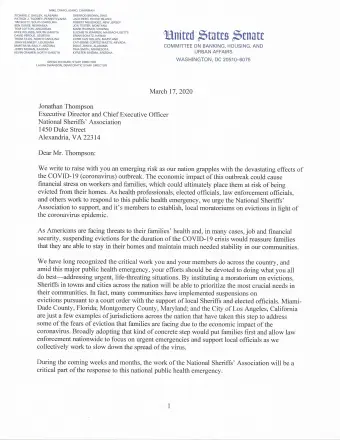 United States Senate
COMMITTEE ON BANKING, HOUSING, AND
URBAN AFFAIRS
WASHINGTON, DC 20510-6075
March 17, 2020
Jonathan Thompson
Executive Director and Chief Executive Officer
National Sheriffs' Association
1450 Duke Street
Alexandria, VA 22314
Dear Mr. Thompson:
We write to raise with you an emerging risk as our nation grapples with the devastating effects of
the COVID-19 (coronavirus) outbreak. The economic impact of this outbreak could cause
financial stress on workers and families, which could ultimately place them at risk of being
evicted from their homes. As health professionals, elected officials, law enforcement officials,
and others work to respond to this public health emergency, we urge the National Sheriffs'
Association to support, and it's members to establish, local moratoriums on evictions in light of
the coronavirus epidemic.
As Americans are facing threats to their families' health and, in many cases, job and financial
security, suspending evictions for the duration of the COVID-19 crisis would reassure families
that they are able to stay in their homes and maintain much needed stability in our communities.
We have long recognized the critical work you and your members do across the country, and
amid this major public health emergency, your efforts should be devoted to doing what you all
do best—addressing urgent, life-threating situations. By instituting a moratorium on evictions,
Sheriffs in towns and cities across the nation will be able to prioritize the most crucial needs in
their communities. In fact, many communities have implemented suspensions on
evictions pursuant to a court order with the support of local Sheriffs and elected officials. Miami-
Dade County, Florida; Montgomery County, Maryland; and the City of Los Angeles, California
are just a few examples of jurisdictions across the nation that have taken this step to address
some of the fears of eviction that families are facing due to the economic impact of the
coronavirus. Broadly adopting that kind of concrete step would put families first and allow law
enforcement nationwide to focus on urgent emergencies and support local officials as we
collectively work to slow down the spread of the virus.
During the coming weeks and months, the work of the National Sheriffs' Association will be a
critical part of the response to this national public health emergency.
1